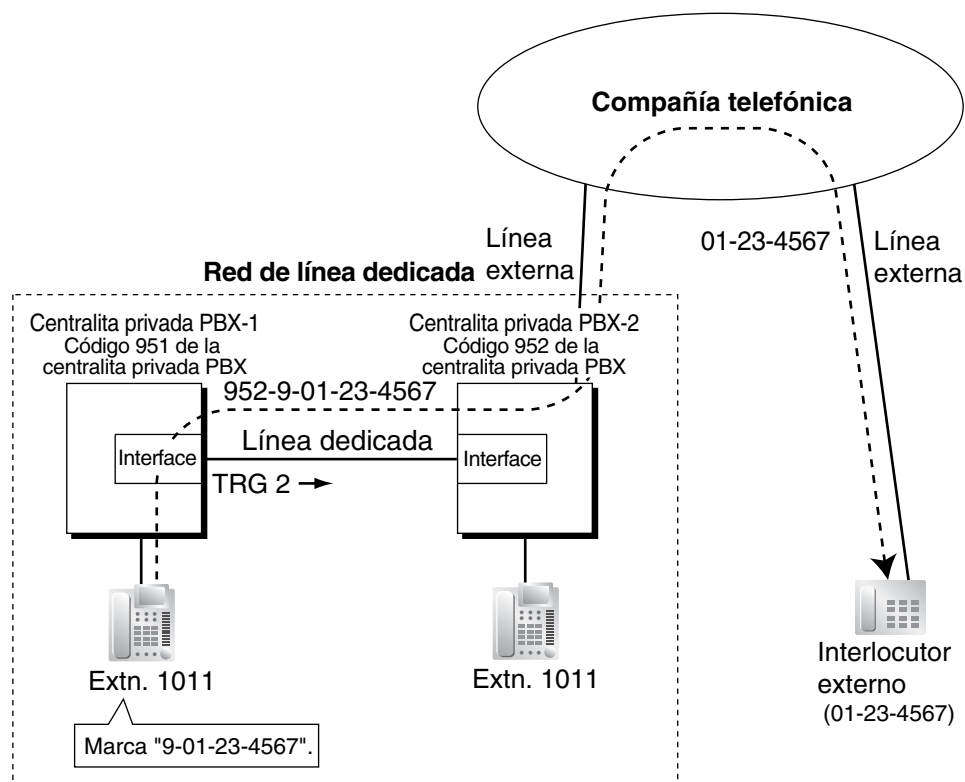 Compañía telefónica
Línea
externa
01-23-4567
Línea
externa
Red de línea dedicada
Centralita privada PBX-1
Código 951 de la
centralita privada PBX
Centralita privada PBX-2
Código 952 de la
centralita privada PBX
952-9-01-23-4567
Interface
Línea dedicada
Interface
TRG 2
Extn. 1011
Extn. 1011
Interlocutor
externo
(01-23-4567)
Marca "9-01-23-4567".